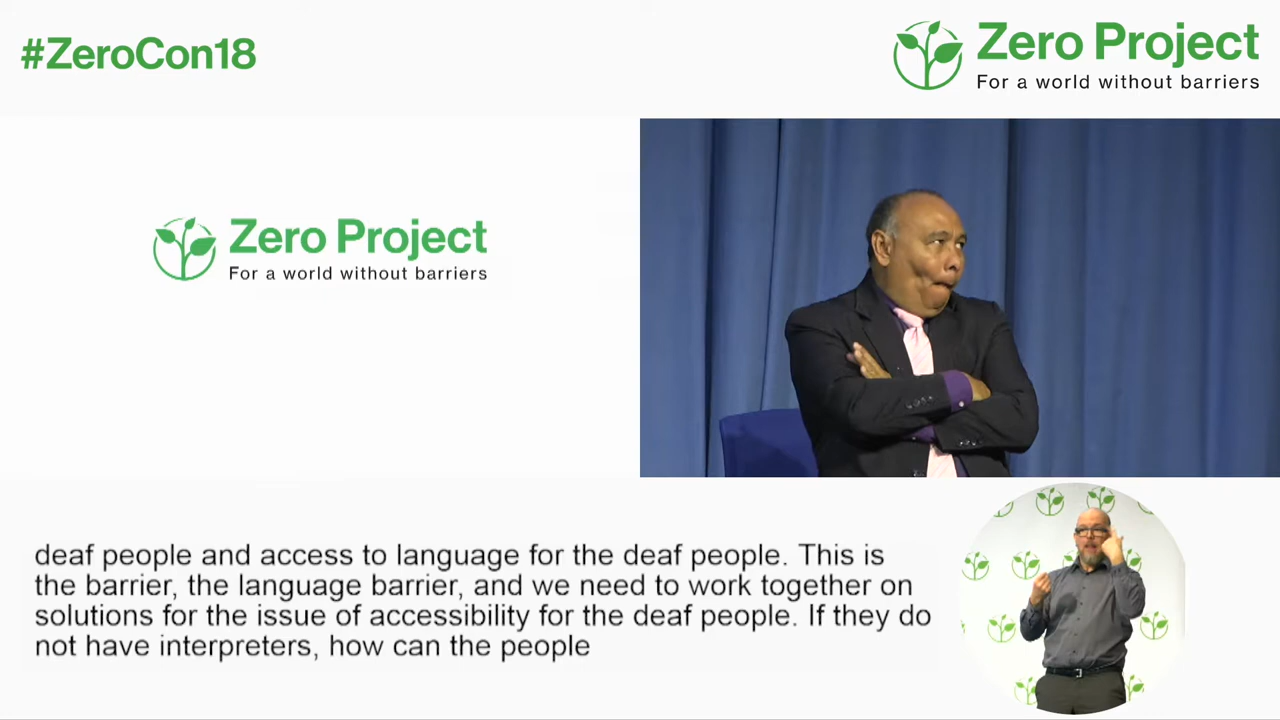 #ZeroCon18
Zero Project
For a world without barriers
Zero Project
For a world without barriers
deaf people and access to language for the deaf people. This is
the barrier, the language barrier, and we need to work together on
solutions for the issue of accessibility for the deaf people. If they do
not have interpreters, how can the people